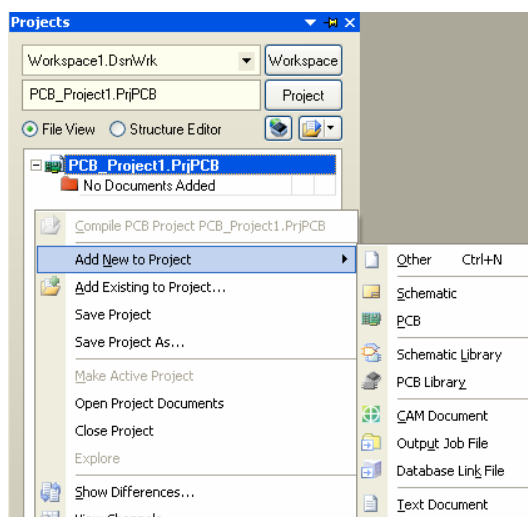 Projects
Workspace1.DsnWrk Workspace
PCB_Project1.PrjPCB Project
File View Structure Editor
PCB_Project1.PrjPCB
No Documents Added
Compile PCB Project PCB_Project1.PrjPCB
Add New to Project
Other Ctrl+N
Add Existing to Project...
Schematic
Save Project
PCB
Save Project As...
Schematic Library
Make Active Project
PCB Library
Open Project Documents
CAM Document
Close Project
Output Job File
Explore
Database Link File
Show Differences...
Text Document
View Channels